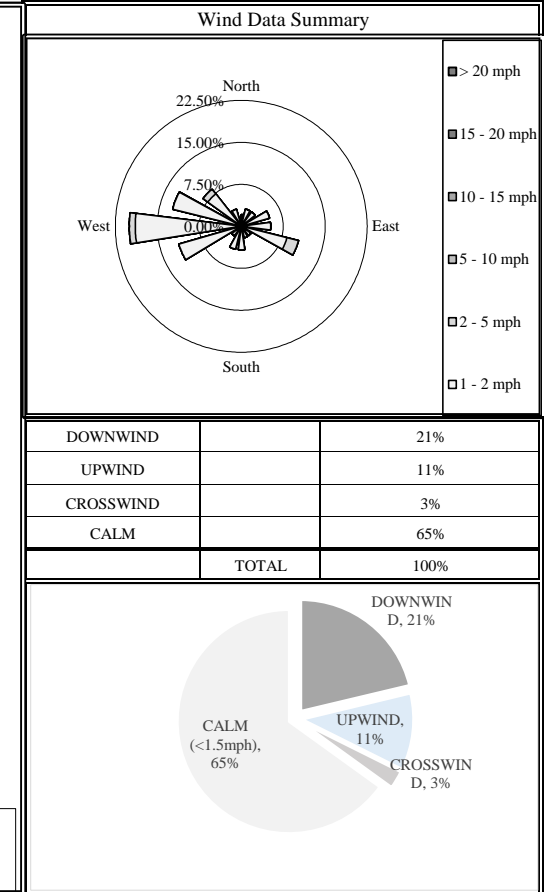 Wind Data Summary
North
22.50%
15.00%
7.50%
0.00%
West
East
South
> 20 mph
15 - 20 mph
10 - 15 mph
5 - 10 mph
2 - 5 mph
1 - 2 mph
DOWNWIND 21%
UPWIND 11%
CROSSWIND 3%
CALM 65%
TOTAL 100%
DOWNWIN
D, 21%
UPWIND,
11%
CROSSWIN
D, 3%
CALM
(<1.5mph),
65%